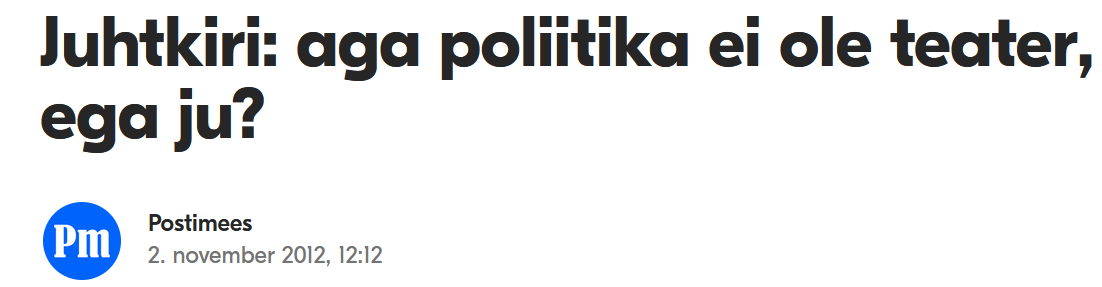 Juhtkiri: aga poliitika ei ole teater,
ega ju?
Pm
Postimees
2. november 2012, 12:12